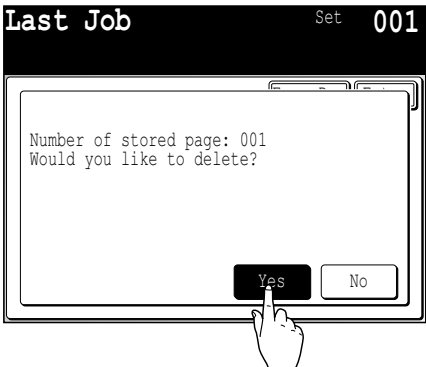 Last Job Set 001
Number of stored page: 001
Would you like to delete?
Yes No